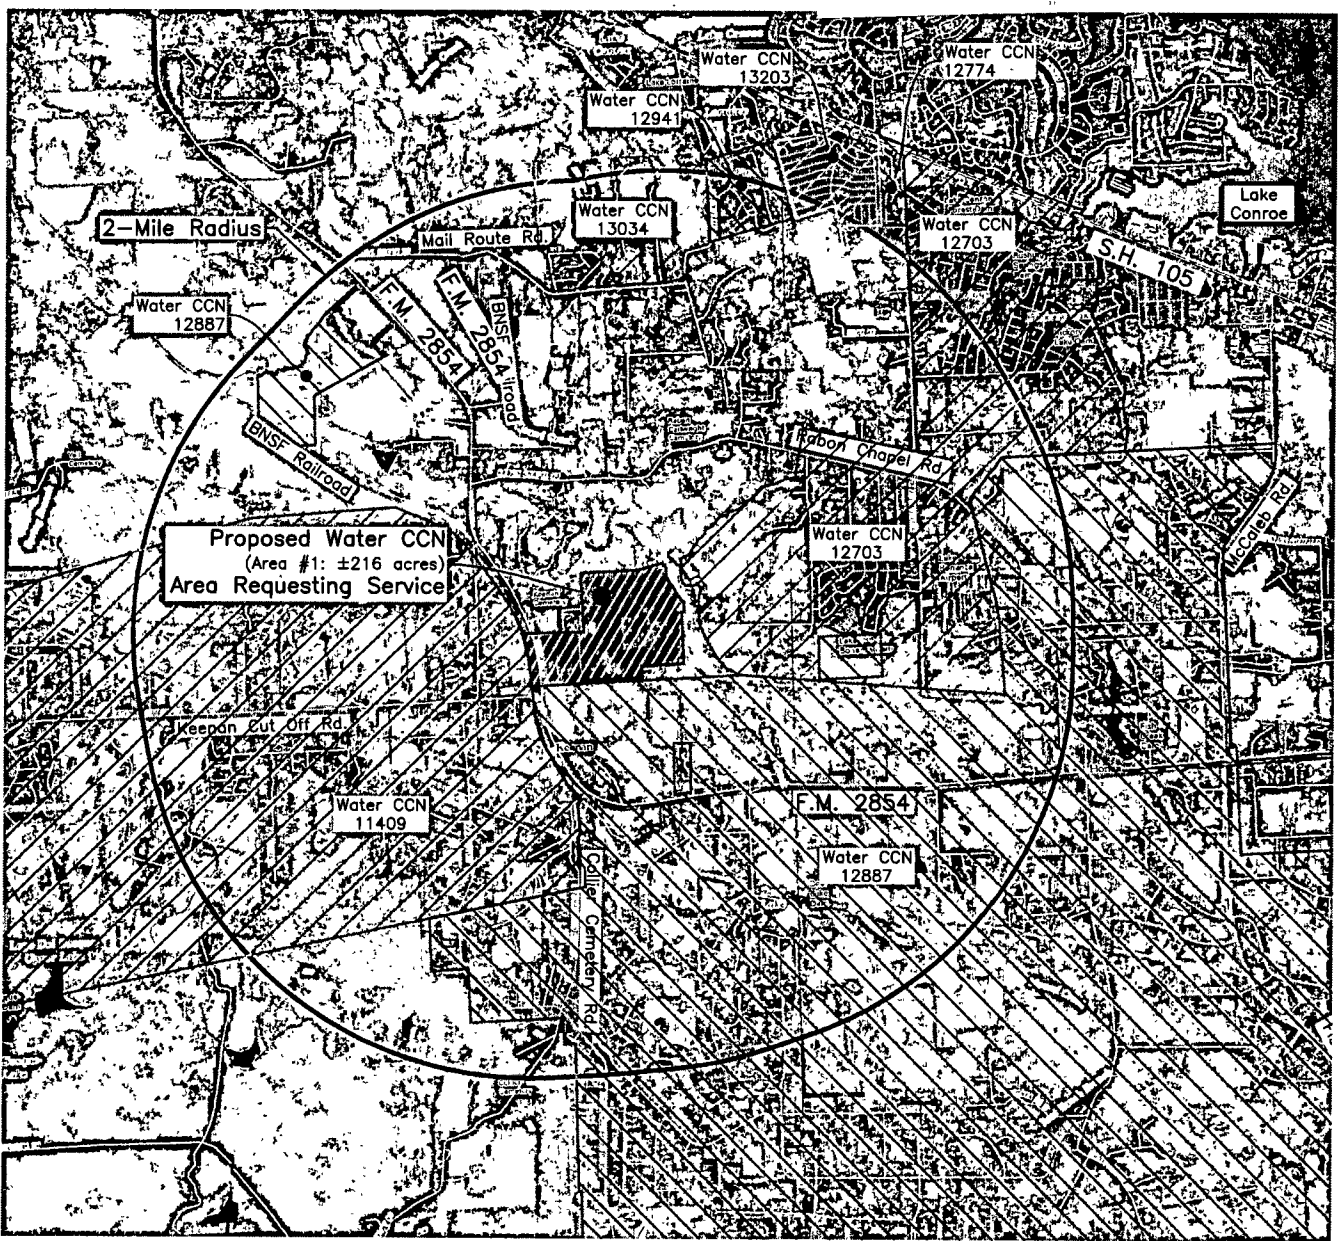 Water CCN
13203
Water CCN
12774
Water CCN
12941
Lake
Conroe
Water CCN
13034
2-Mile Radius
Mail Route Rd.
Water CCN
12703
S.H. 105
Water CCN
12887
F.M. 2854
F.M. 2854
BNSF
Railroad
BNSF Railroad
Rabon Chapel Rd.
McCaleb Rd
Proposed Water CCN
(Area #1: ±216 acres)
Area Requesting Service
Water CCN
12703
Keenan Cut Off Rd.
Water CCN
11409
F.M. 2854
Water CCN
12887
Cemetery Rd